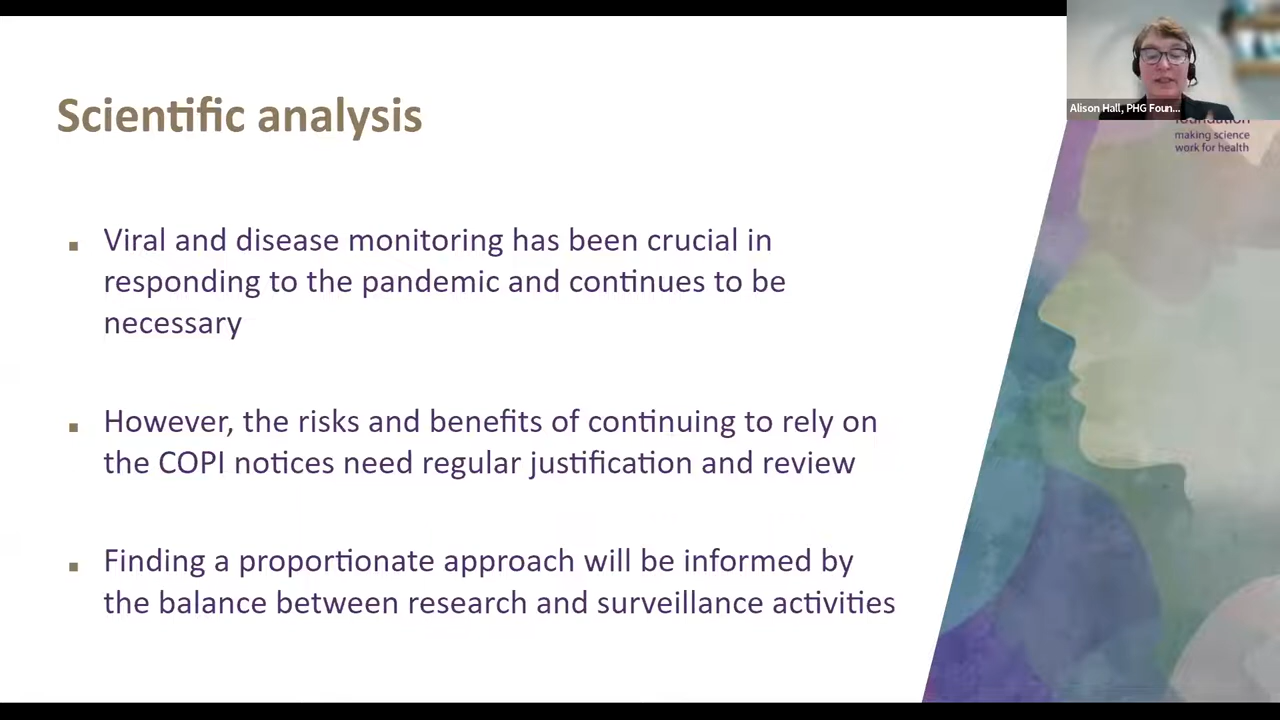 Scientific analysis
Viral and disease monitoring has been crucial in
responding to the pandemic and continues to be
necessary
However, the risks and benefits of continuing to rely on
the COPI notices need regular justification and review
Finding a proportionate approach will be informed by
the balance between research and surveillance activities
Alison Hall, PHG Foun...
foundation
making science
work for health